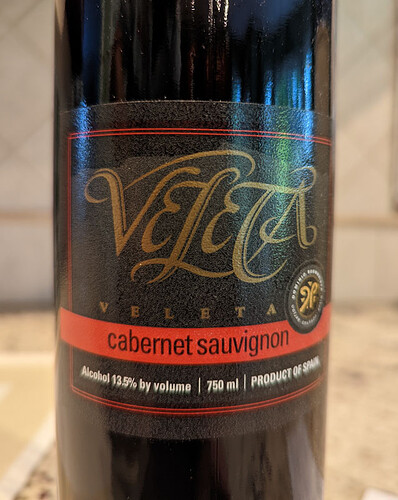 VELETA
VELETA
cabernet sauvignon
Alcohol 13.5% by volume | 750 ml | PRODUCT OF SPAIN